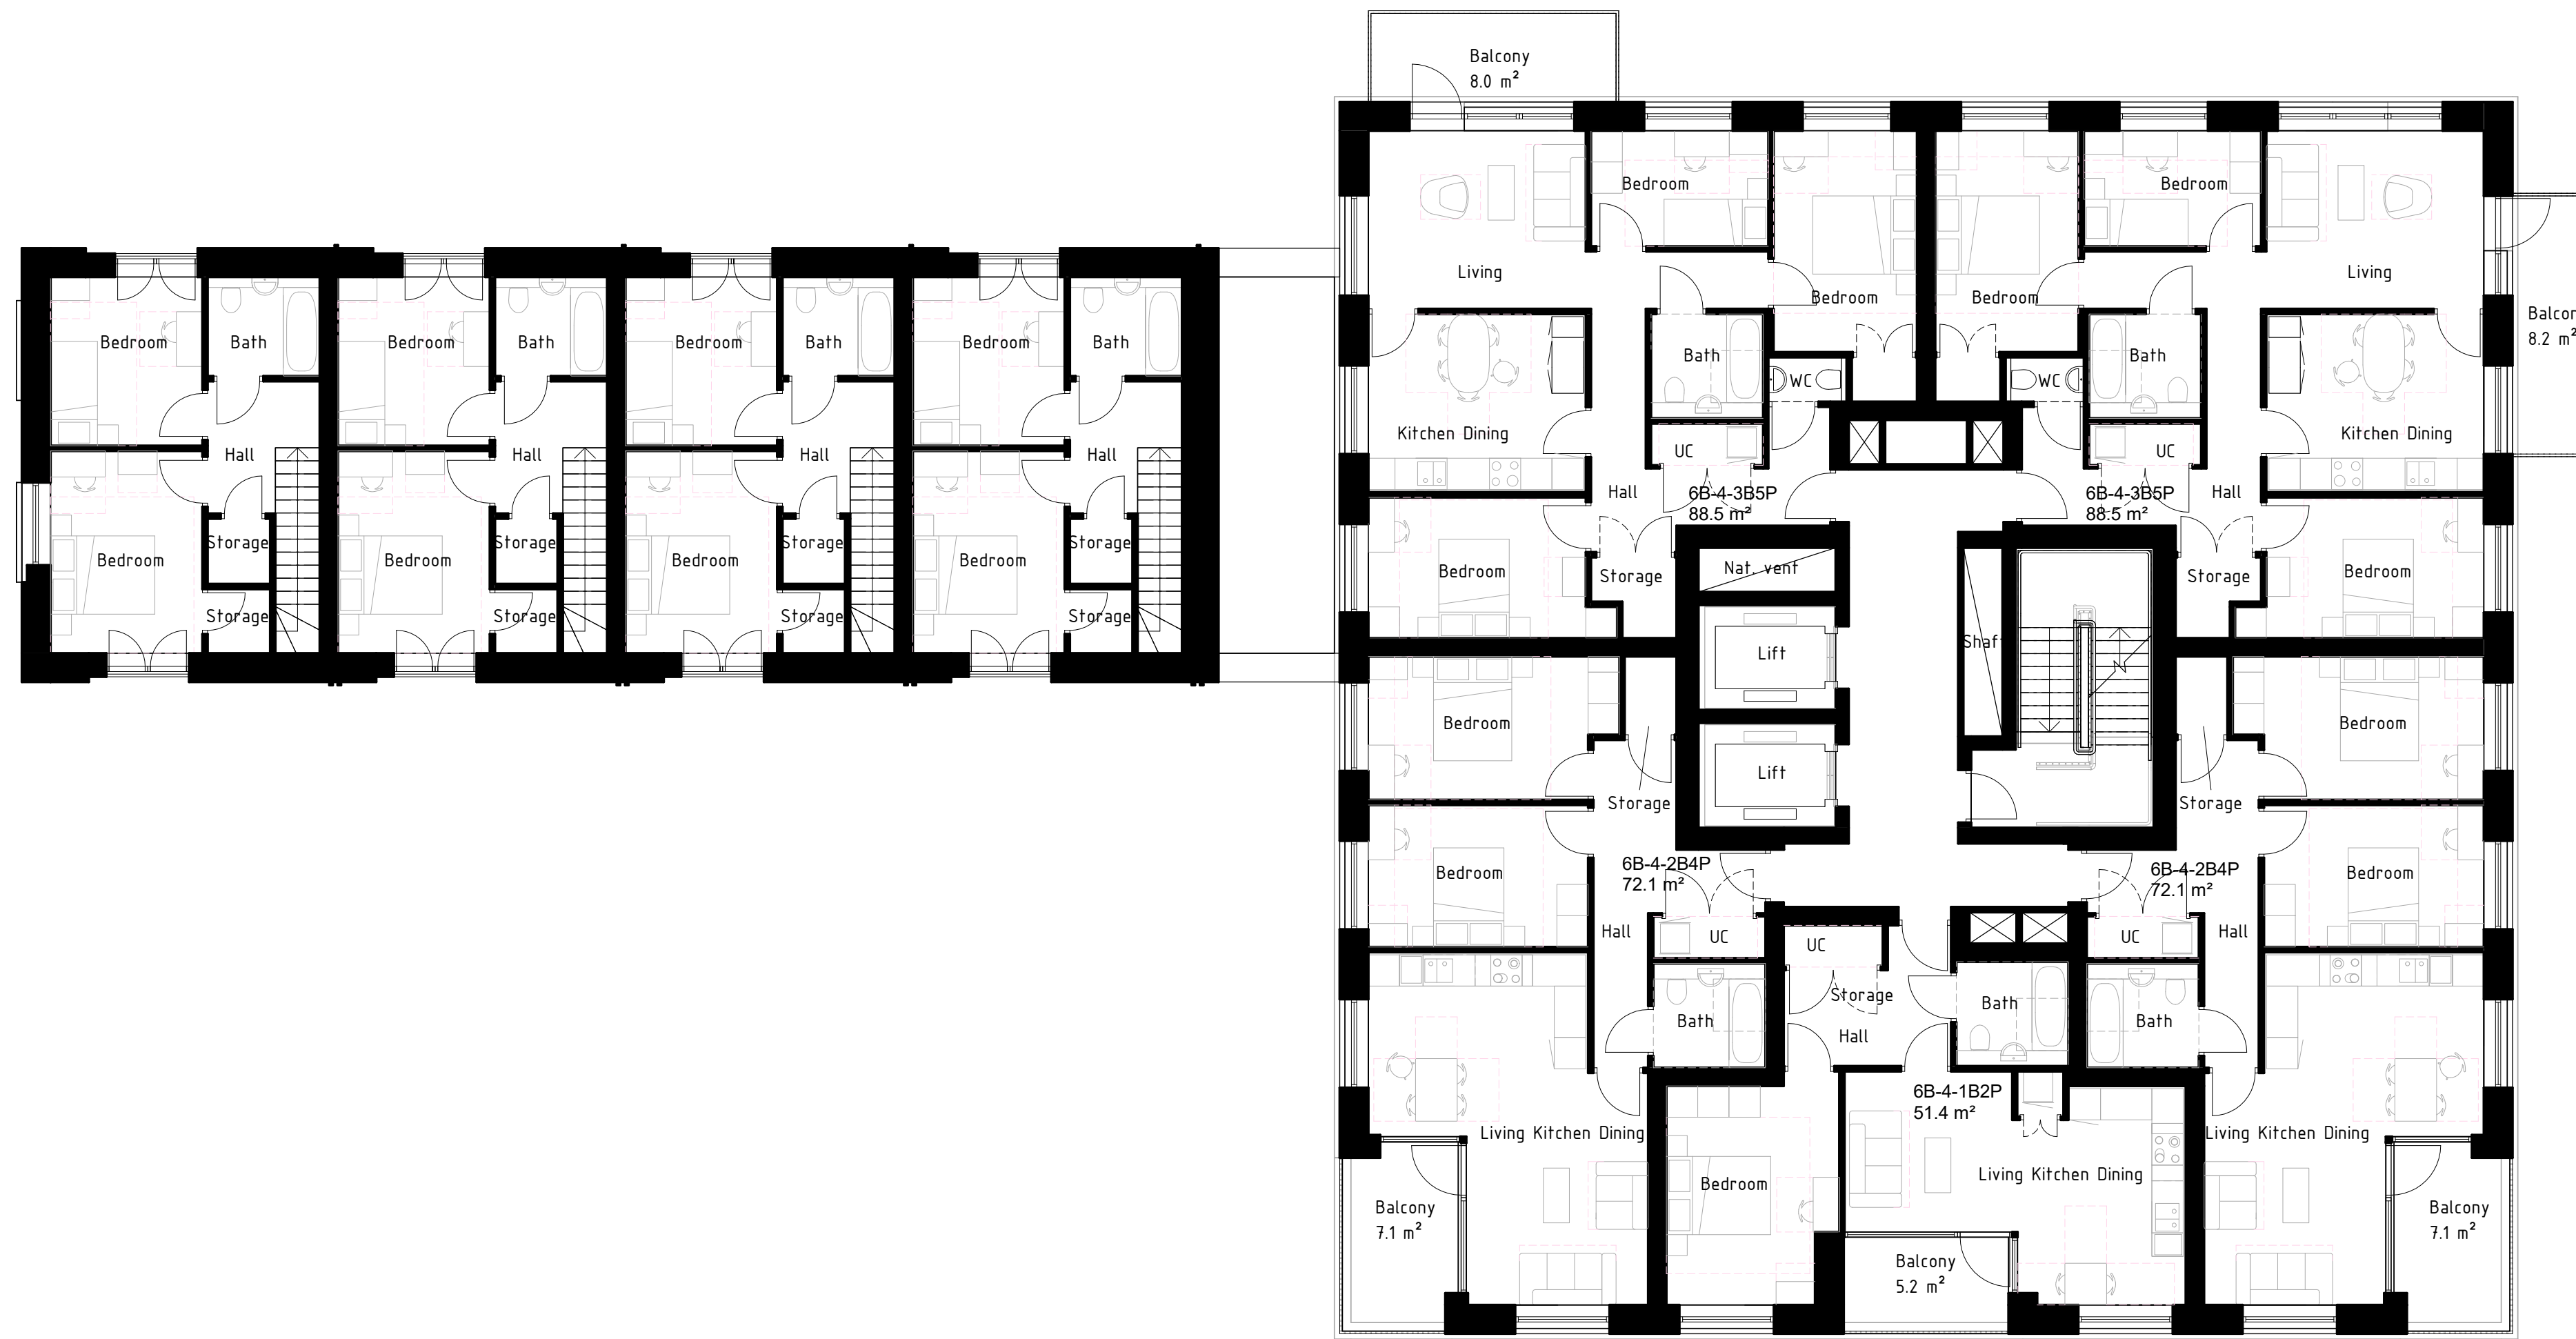 Balcony
8.0 m²
Bedroom
Bedroom
Living
Living
Bedroom
Bedroom
Balcon
8.2 m²
Bedroom
Bath
Bedroom
Bath
Bedroom
Bath
Bedroom
Bath
Bath
Bath
WC
WC
Kitchen Dining
Kitchen Dining
UC
UC
Hall
Hall
Hall
Hall
Hall
6B-4-3B5P
88.5 m²
6B-4-3B5P
88.5 m²
Hall
Storage
Storage
Storage
Storage
Bedroom
Bedroom
Bedroom
Bedroom
Nat. vent
Bedroom
Storage
Storage
Bedroom
Storage
Storage
Storage
Storage
Lift
Shaf
Bedroom
Bedroom
Lift
Storage
Storage
6B-4-2B4P
72.1 m²
6B-4-2B4P
72.1 m²
Bedroom
Bedroom
Hall
UC
UC
UC
Hall
Storage
Bath
Bath
Bath
Hall
6B-4-1B2P
51.4 m²
Living Kitchen Dining
Living Kitchen Dining
Living Kitchen Dining
Bedroom
Balcony
7.1 m²
Balcony
7.1 m²
Balcony
5.2 m²